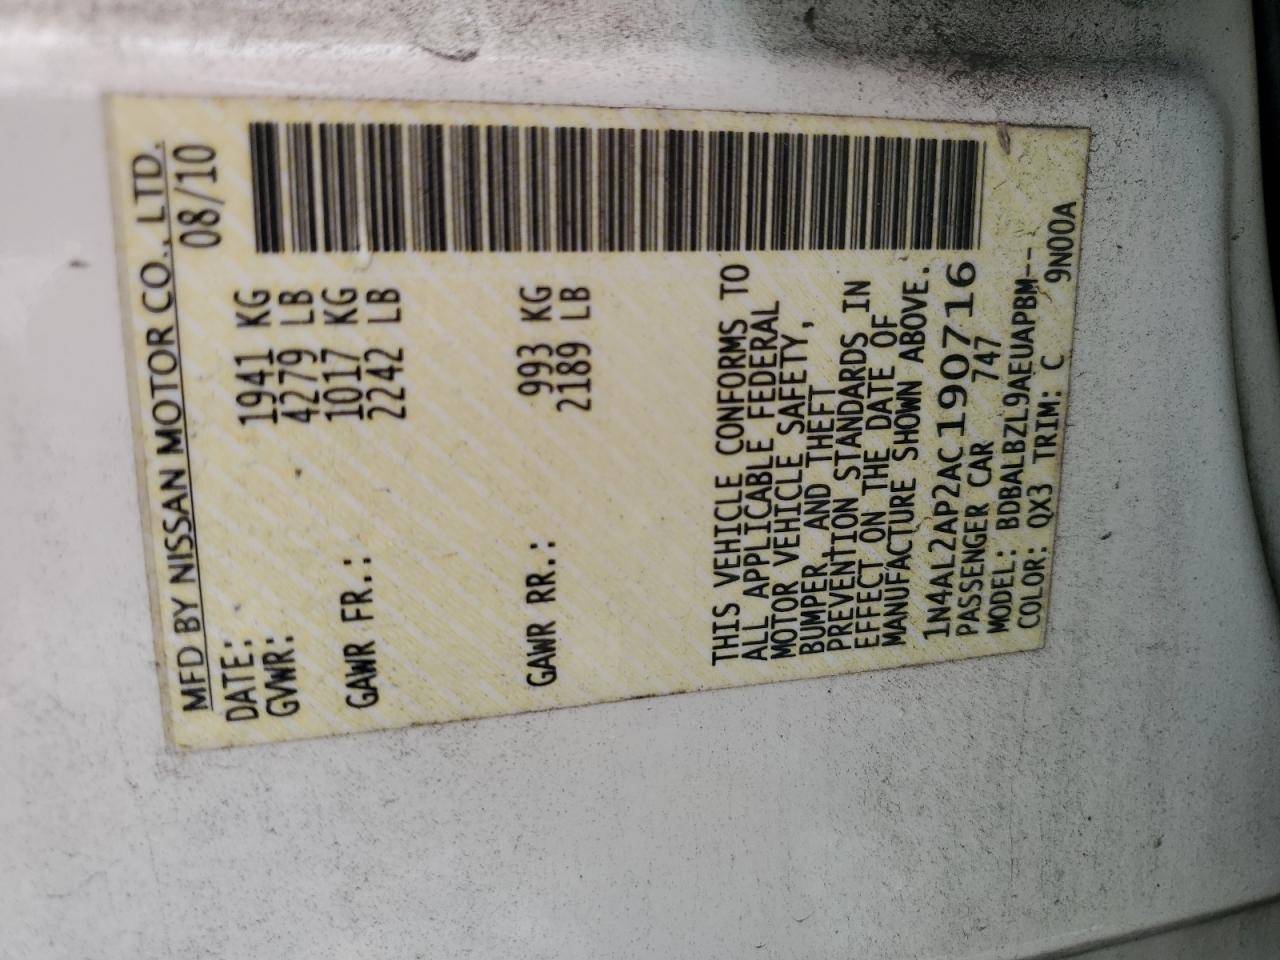 MFD BY NISSAN MOTOR CO., LTD.
DATE: 08/10
GVWR: 1941 KG
4279 LB
GAWR FR.: 1017 KG
2242 LB
GAWR RR.: 993 KG
2189 LB
THIS VEHICLE CONFORMS TO
ALL APPLICABLE FEDERAL
MOTOR VEHICLE SAFETY,
BUMPER, AND THEFT
PREVENTION STANDARDS IN
EFFECT ON THE DATE OF
MANUFACTURE SHOWN ABOVE.
1N4AL2AP2AC190716
PASSENGER CAR 747
MODEL: BDBALBZL9AEUAPBM--
COLOR: QX3 TRIM: C 9N00A